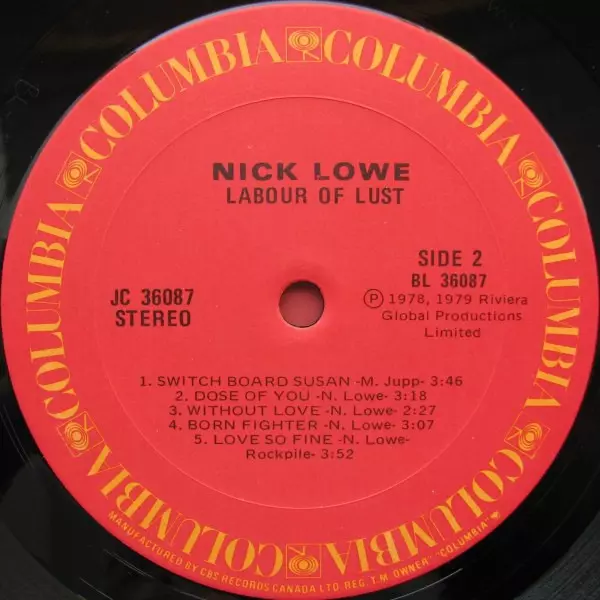 COLUMBIA COLUMBIA COLUMBIA COLUMBIA COLUMBIA COLUMBIA COLUMBIA
NICK LOWE
LABOUR OF LUST
JC 36087
STEREO
SIDE 2
BL 36087
Ⓟ 1978, 1979 Riviera
Global Productions
Limited
1. SWITCH BOARD SUSAN -M. Jupp- 3:46
2. DOSE OF YOU -N. Lowe- 3:18
3. WITHOUT LOVE -N. Lowe- 2:27
4. BORN FIGHTER -N. Lowe- 3:07
5. LOVE SO FINE -N. Lowe-
Rockpile- 3:52
MANUFACTURED BY CBS RECORDS CANADA LTD. REG. T.M. OWNER "COLUMBIA"